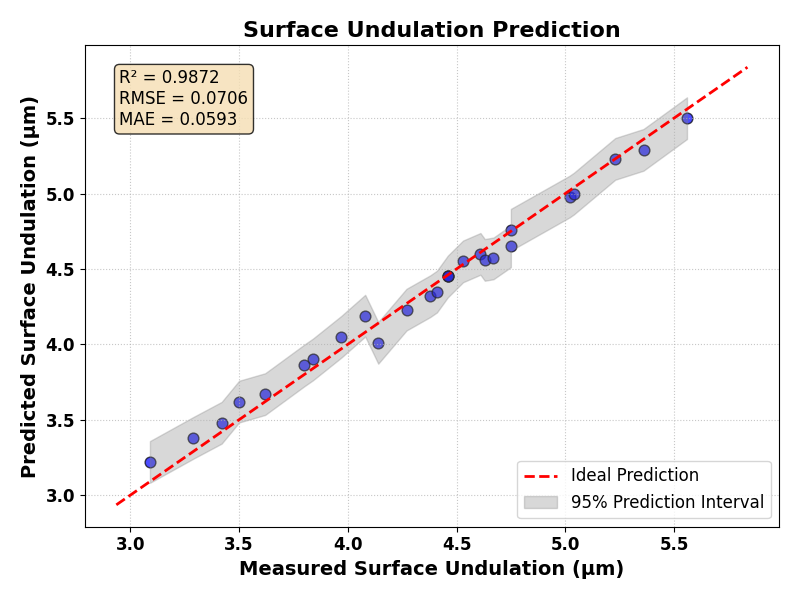 Surface Undulation Prediction
R² = 0.9872
RMSE = 0.0706
MAE = 0.0593
Predicted Surface Undulation (μm)
5.5
5.0
4.5
4.0
3.5
3.0
3.0 3.5 4.0 4.5 5.0 5.5
Measured Surface Undulation (μm)
Ideal Prediction
95% Prediction Interval